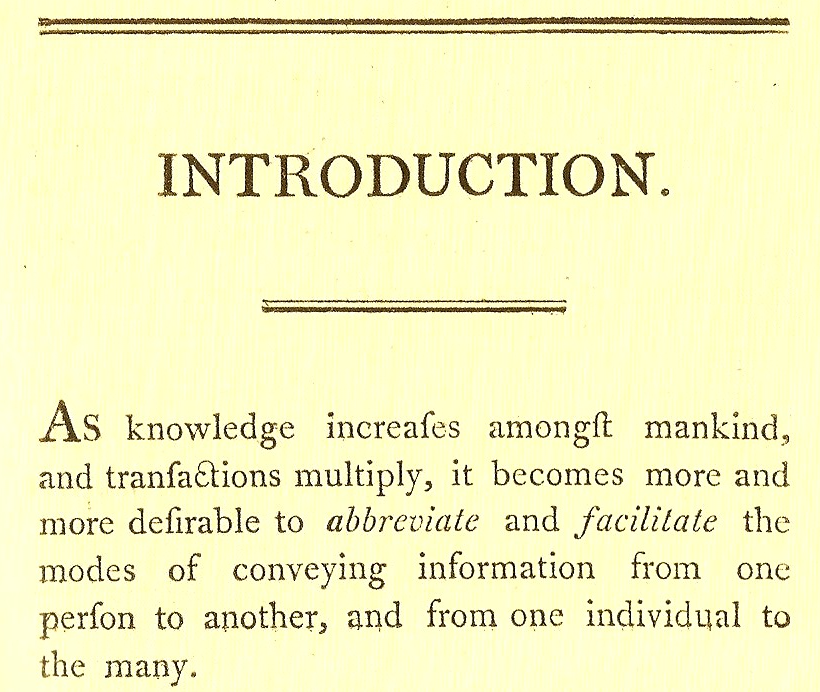 INTRODUCTION.
As knowledge increaſes amongſt mankind,
and tranſactions multiply, it becomes more and
more deſirable to abbreviate and facilitate the
modes of conveying information from one
perſon to another, and from one individual to
the many.